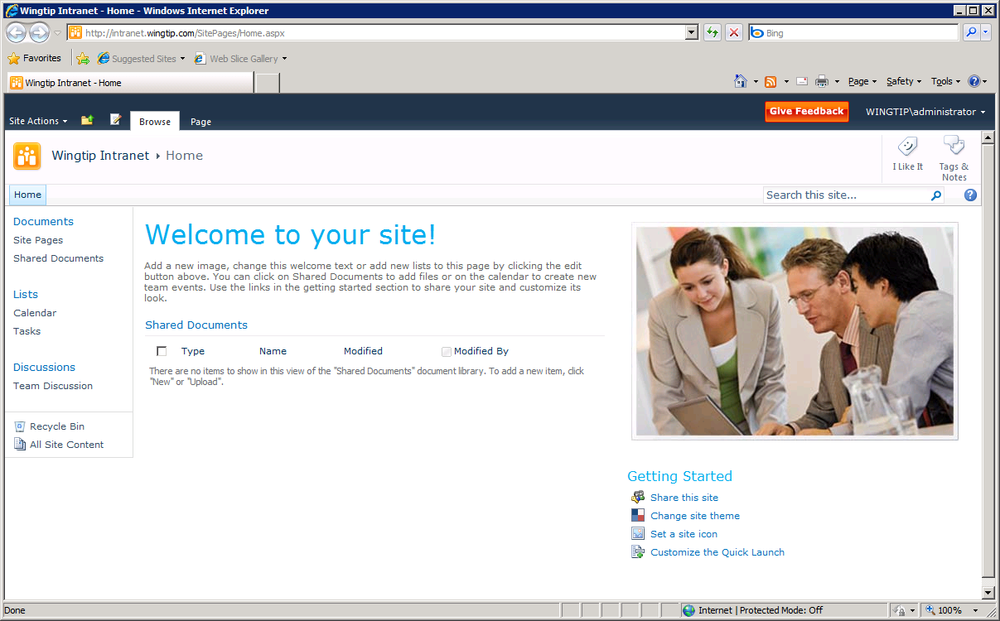 Wingtip Intranet - Home - Windows Internet Explorer
http://intranet.wingtip.com/SitePages/Home.aspx
Bing
Favorites
Suggested Sites
Web Slice Gallery
Wingtip Intranet - Home
Page
Safety
Tools
Site Actions
Browse
Page
Give Feedback
WINGTIP\administrator
Wingtip Intranet
Home
I Like It
Tags &
Notes
Home
Search this site...
Documents
Site Pages
Shared Documents
Lists
Calendar
Tasks
Discussions
Team Discussion
Recycle Bin
All Site Content
Welcome to your site!
Add a new image, change this welcome text or add new lists to this page by clicking the edit
button above. You can click on Shared Documents to add files or on the calendar to create new
team events. Use the links in the getting started section to share your site and customize its
look.
Shared Documents
Type Name Modified Modified By
There are no items to show in this view of the "Shared Documents" document library. To add a new item, click
"New" or "Upload".
Getting Started
Share this site
Change site theme
Set a site icon
Customize the Quick Launch
Done
Internet | Protected Mode: Off
100%